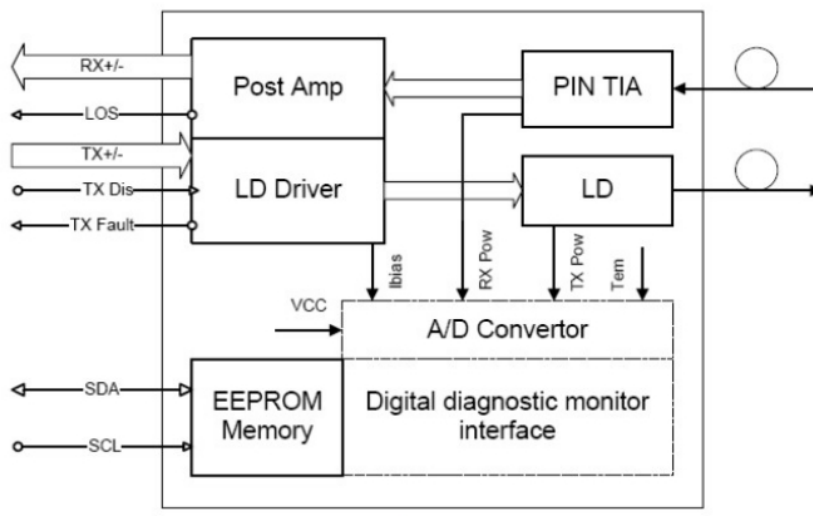 RX+/-
Post Amp
PIN TIA
LOS
TX+/-
TX Dis
LD Driver
LD
TX Fault
Ibias
RX Pow
TX Pow
Tem
VCC
A/D Convertor
SDA
EEPROM
Memory
Digital diagnostic monitor
interface
SCL